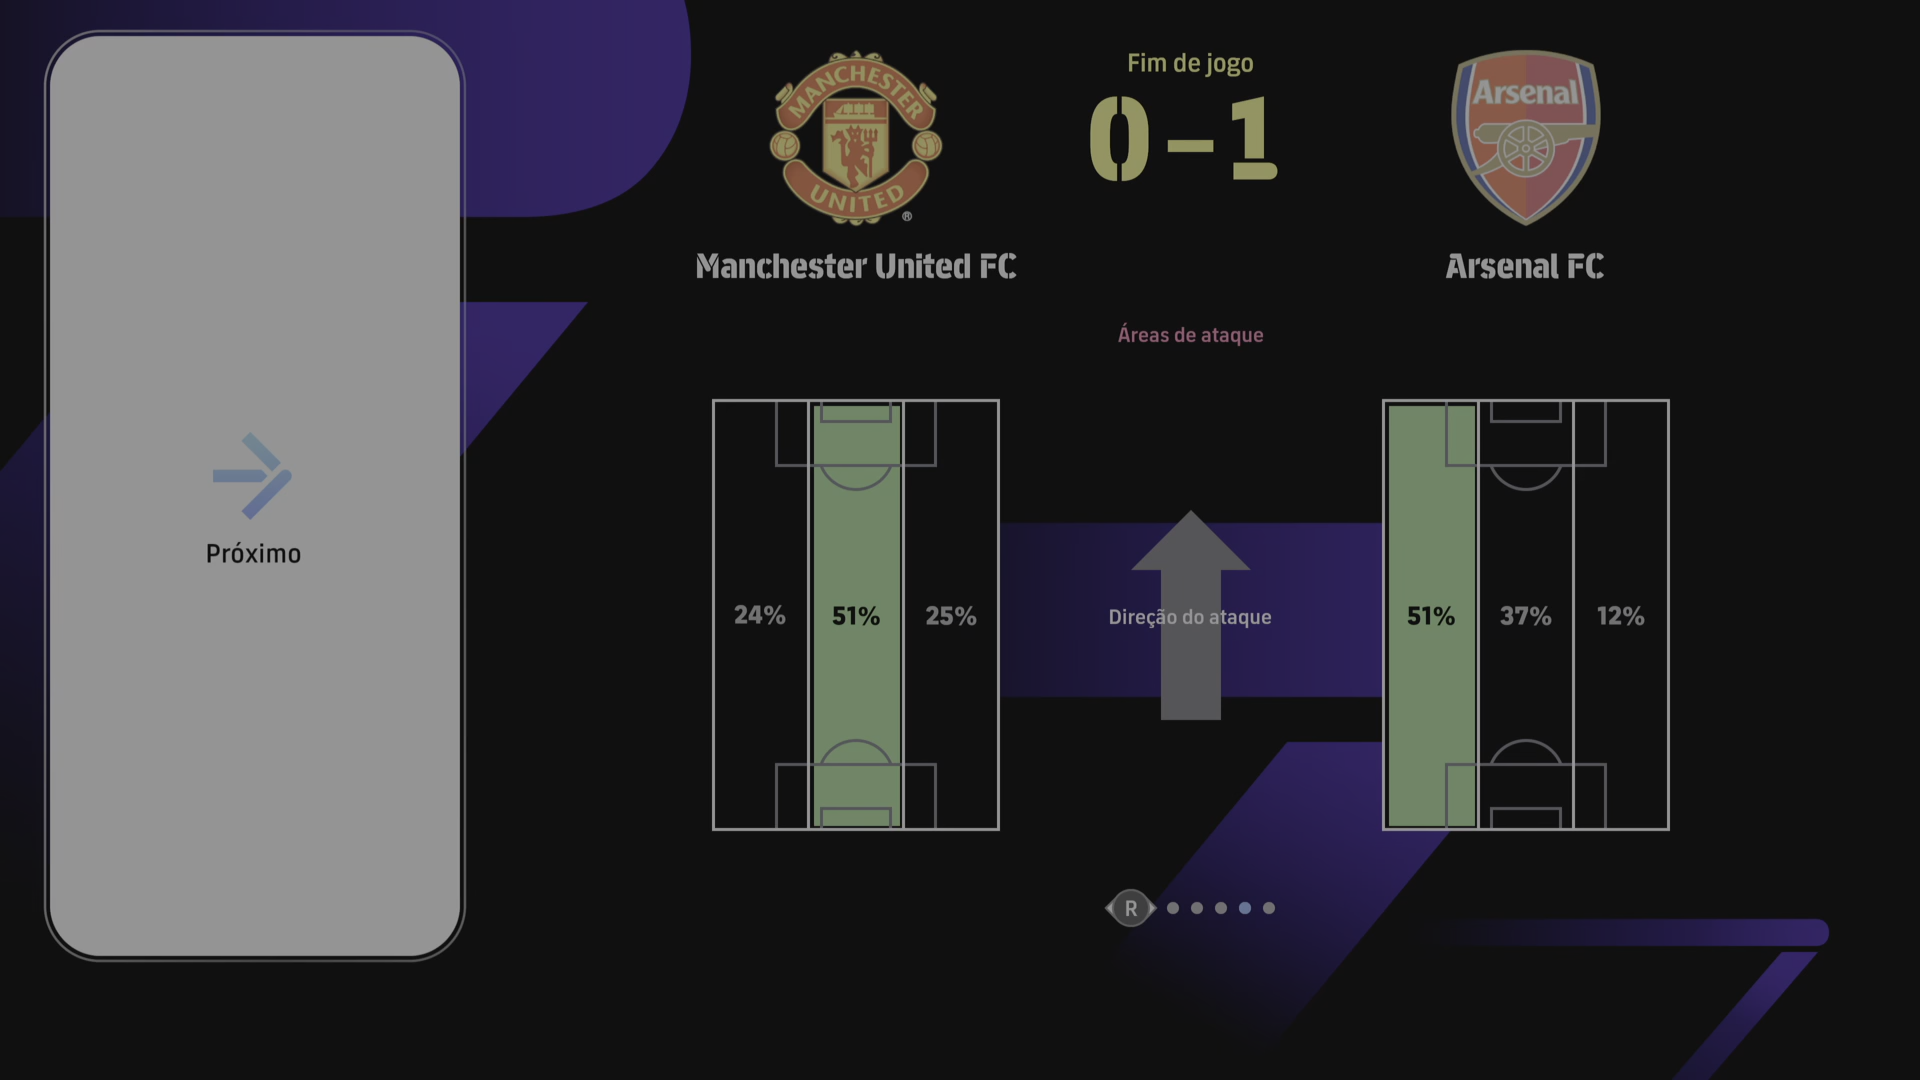 Próximo
MANCHESTER
UNITED
®
Manchester United FC
Fim de jogo
0-1
Arsenal
Arsenal FC
Áreas de ataque
24% 51% 25%
Direção do ataque
51% 37% 12%
R